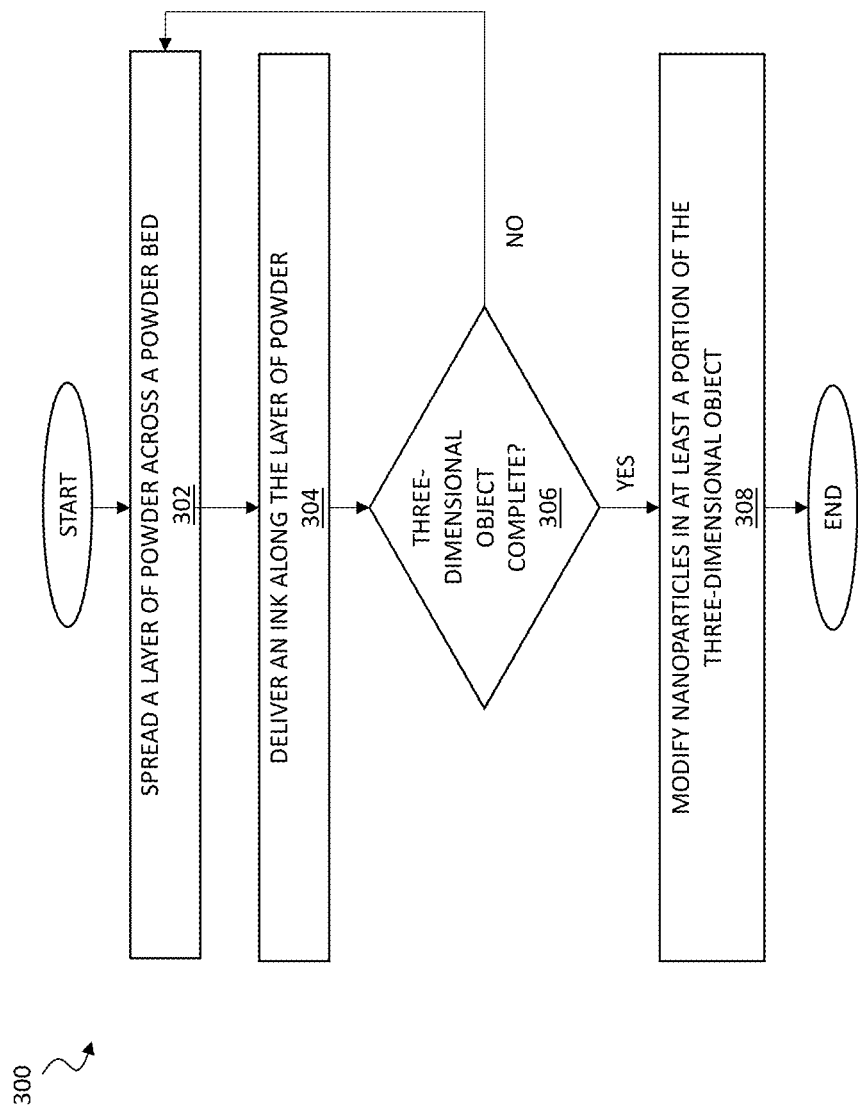 300
START
SPREAD A LAYER OF POWDER ACROSS A POWDER BED
302
DELIVER AN INK ALONG THE LAYER OF POWDER
304
THREE-
DIMENSIONAL
OBJECT
COMPLETE?
306
NO
YES
MODIFY NANOPARTICLES IN AT LEAST A PORTION OF THE
THREE-DIMENSIONAL OBJECT
308
END